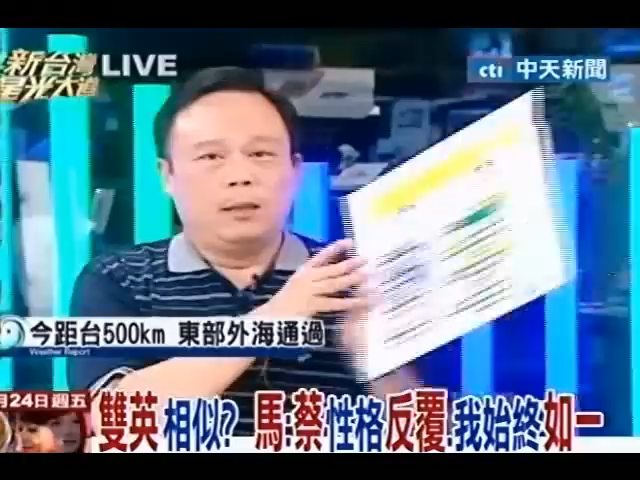 新台灣
星光大道
LIVE
cti 中天新聞
今距台500km 東部外海通過
Weather Report
月24日週五
雙英相似? 馬:蔡性格反覆.我始終如一